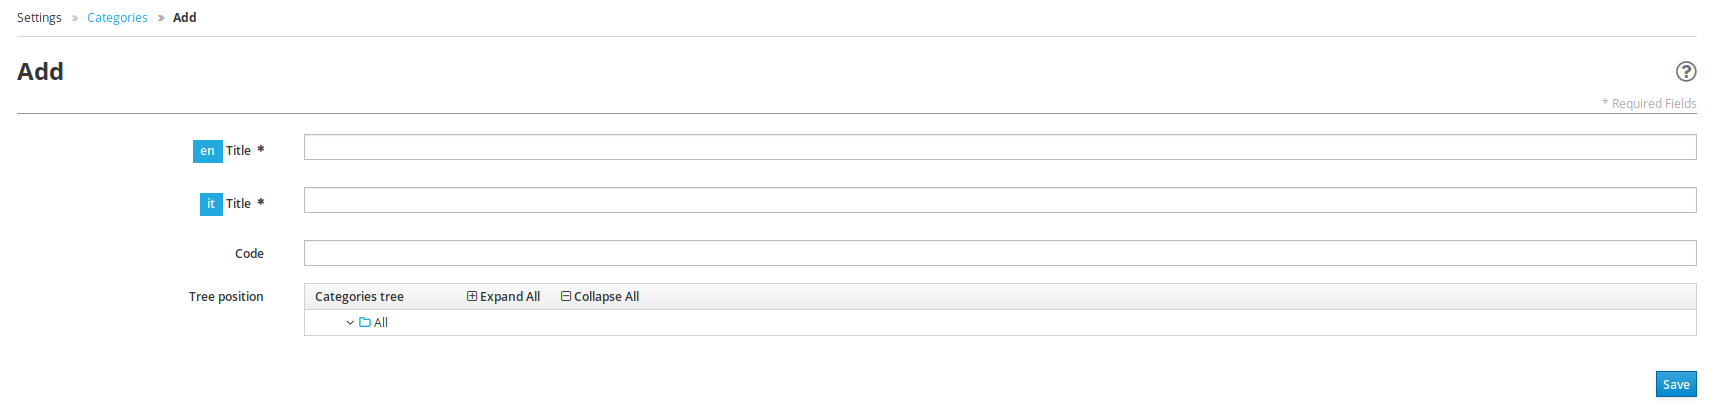 Settings » Categories » Add
Add
* Required Fields
en Title *
it Title *
Code
Tree position
Categories tree Expand All Collapse All
All
Save